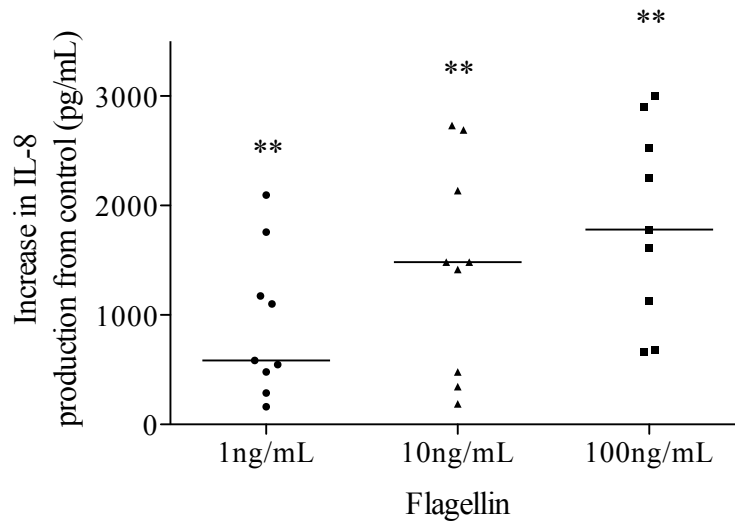 **
**
**
3000
2000
1000
0
Increase in IL-8
production from control (pg/mL)
1ng/mL
10ng/mL
100ng/mL
Flagellin